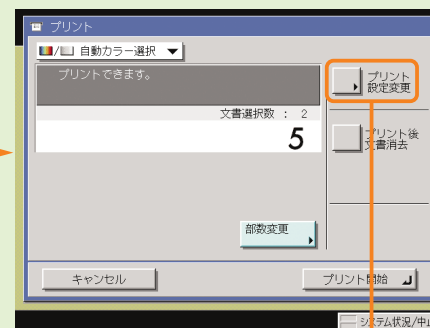 プリント
自動カラー選択
プリントできます。
文書選択数 : 2
5
プリント
設定変更
プリント後
文書消去
部数変更
キャンセル
プリント開始
システム状況/中止